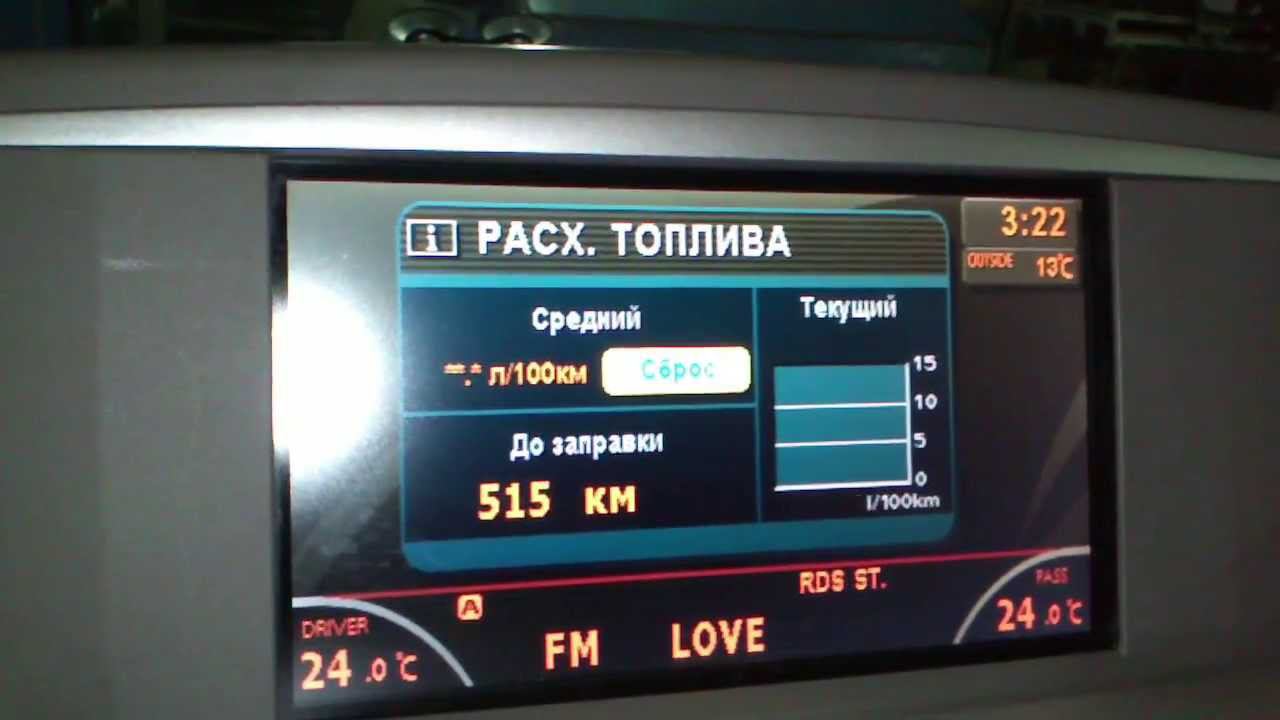 i РАСХ. ТОПЛИВА
3:22
OUTSIDE 13°C
Средний
**.* л/100км Сброс
До заправки
515 км
Текущий
15
10
5
0
l/100km
RDS ST.
A
DRIVER
24.0°C
FM LOVE
PASS
24.0°C